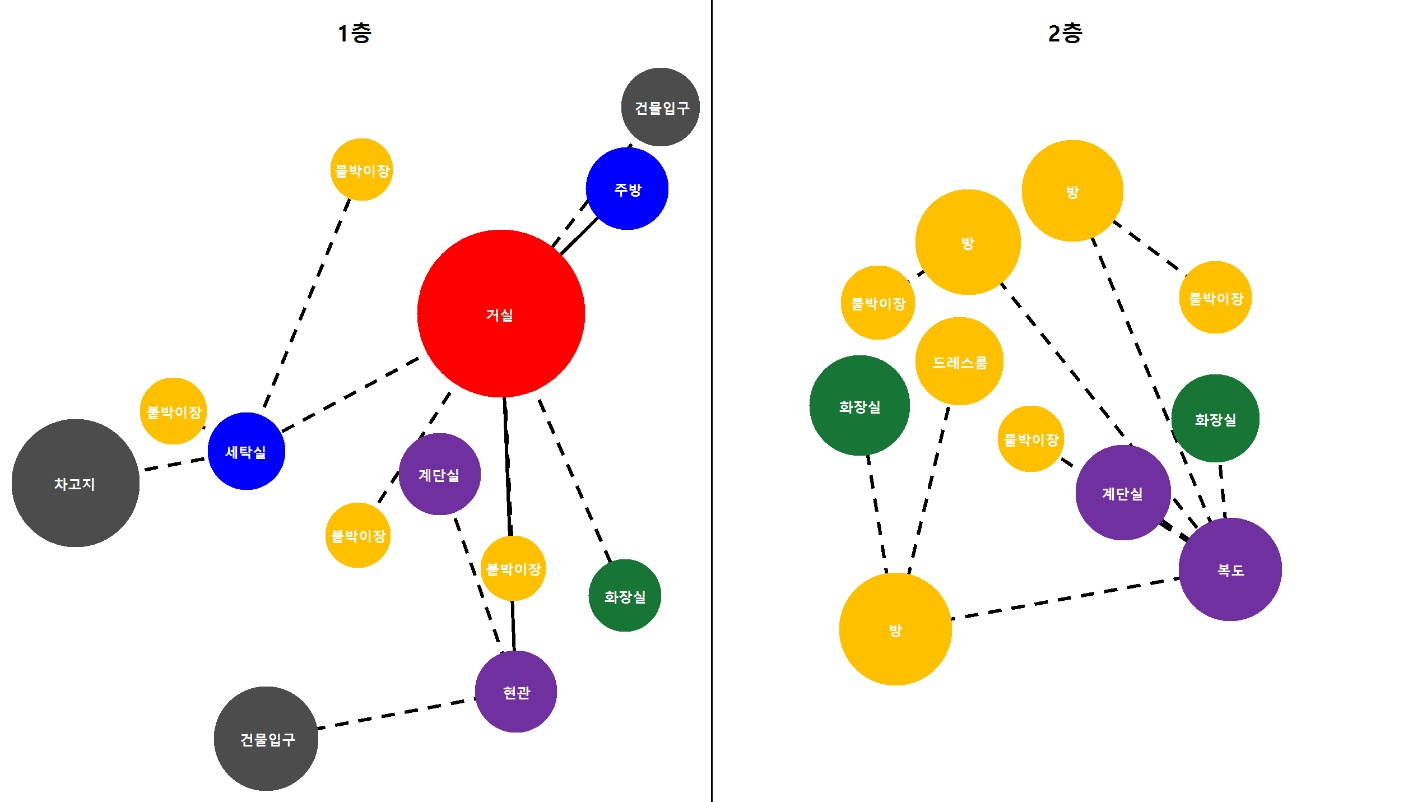 1층
건물입구
붙박이장
주방
거실
붙박이장
세탁실
차고지
계단실
붙박이장
붙박이장
화장실
현관
건물입구
2층
방
방
붙박이장
붙박이장
드레스룸
화장실
화장실
붙박이장
계단실
복도
방